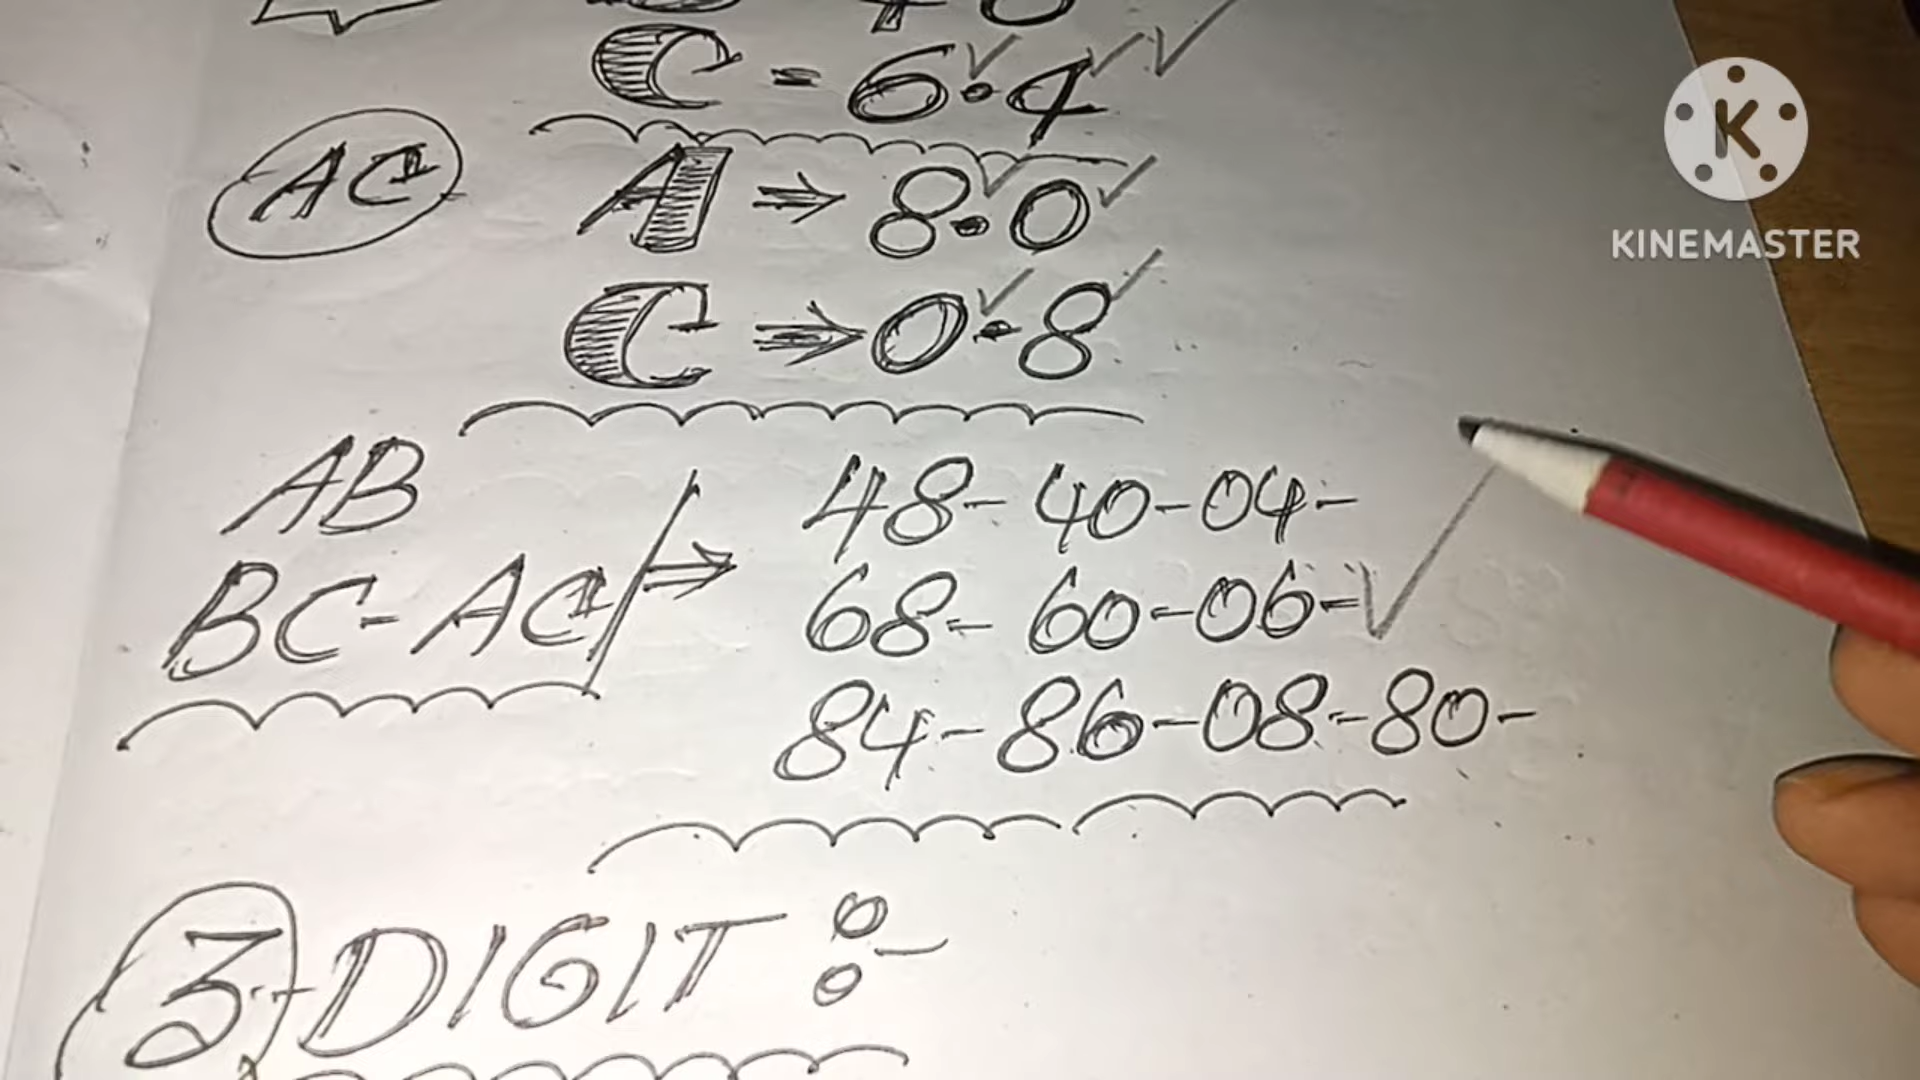 C = 6.4
AC A ⇒ 8.0
C ⇒ 0.8
AB
BC-AC ⇒ 48-40-04-
68-60-06-
84-86-08-80-
3-DIGIT :-
K
KINEMASTER